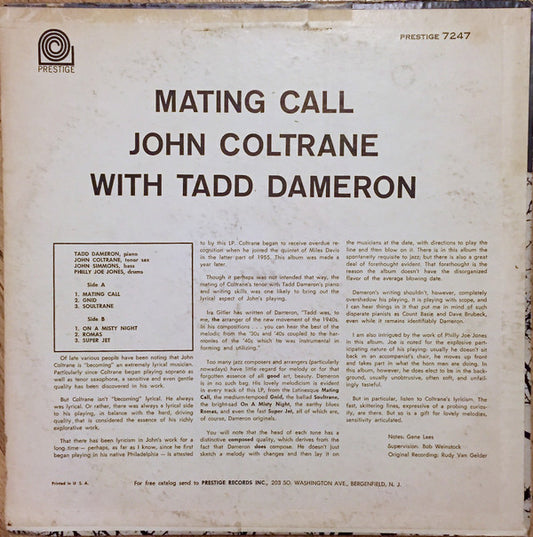 PRESTIGE
PRESTIGE 7247
MATING CALL
JOHN COLTRANE
WITH TADD DAMERON
TADD DAMERON, piano
JOHN COLTRANE, tenor sax
JOHN SIMMONS, bass
PHILLY JOE JONES, drums
Side A
1. MATING CALL
2. GNID
3. SOULTRANE
Side B
1. ON A MISTY NIGHT
2. ROMAS
3. SUPER JET
Of late various people have been noting that John
Coltrane is "becoming" an extremely lyrical musician.
Particularly since Coltrane began playing soprano as
well as tenor saxophone, a sensitive and even gentle
quality has been discovered in his work.
But Coltrane isn't "becoming" lyrical. He always
was lyrical. Or rather, there was always a lyrical side
to his playing, in balance with the hard, driving
quality that is considered the essence of his richly
explorative work.
That there has been lyricism in John's work for a
long time — perhaps, as far as I know, since he first
began playing in his native Philadelphia — is attested
to by this LP. Coltrane began to receive overdue re-
cognition when he joined the quintet of Miles Davis
in the latter part of 1955. This album was made a
year later.
Though it perhaps was not intended that way, the
mating of Coltrane's tenor with Tadd Dameron's piano
and writing skills was one likely to bring out the
lyrical aspect of John's playing.
Ira Gitler has written of Dameron, "Tadd was, to
me, the arranger of the new movement of the 1940s.
In his compositions . . . you can hear the best of the
melodic from the '30s and '40s coupled to the har-
monies of the '40s which he was instrumental in
forming and utilizing."
Too many jazz composers and arrangers (particularly
nowadays) have little regard for melody or for that
forgotten essence of all good art, beauty. Dameron
is in no such bag. His lovely melodicism is evident
in every track of this LP, from the Latinesque Mating
Call, the medium-tempoed Gnid, the ballad Soultrane,
the bright-sad On A Misty Night, the earthy blues
Romas, and even the fast Super Jet, all of which are,
of course, Dameron originals.
You will note that the head of each tune has a
distinctive composed quality, which derives from the
fact that Dameron does compose. He doesn't just
sketch a melody with changes and then lay it on
the musicians at the date, with directions to play the
line and then blow on it. There is in this album the
spontaneity requisite to jazz; but there is also a great
deal of forethought evident. That forethought is the
reason the album doesn't have the disorganized
flavor of the average blowing date.
Dameron's writing shouldn't, however, completely
overshadow his playing. It is playing with scope, and
I can hear things in it that put me in mind of such
disparate pianists as Count Basie and Dave Brubeck,
even while it remains identifiably Dameron.
I am also intrigued by the work of Philly Joe Jones
in this album. Joe is noted for the explosive par-
ticipating nature of his playing: usually he doesn't sit
back in an accompanist's chair, he moves up front
and takes part in what the horn men are doing. In
this album, however, he does elect to be in the back-
ground, usually unobtrusive, often soft, and unfail-
ingly tasteful.
But in particular, listen to Coltrane's lyricism. The
fast, skittering lines, expressive of a probing curios-
ity, are there. But so is a gift for lovely melodies,
sensitively articulated.
Notes: Gene Lees
Supervision: Bob Weinstock
Original Recording: Rudy Van Gelder
Printed in U. S. A.
For free catalog send to PRESTIGE RECORDS INC., 203 SO. WASHINGTON AVE., BERGENFIELD, N. J.